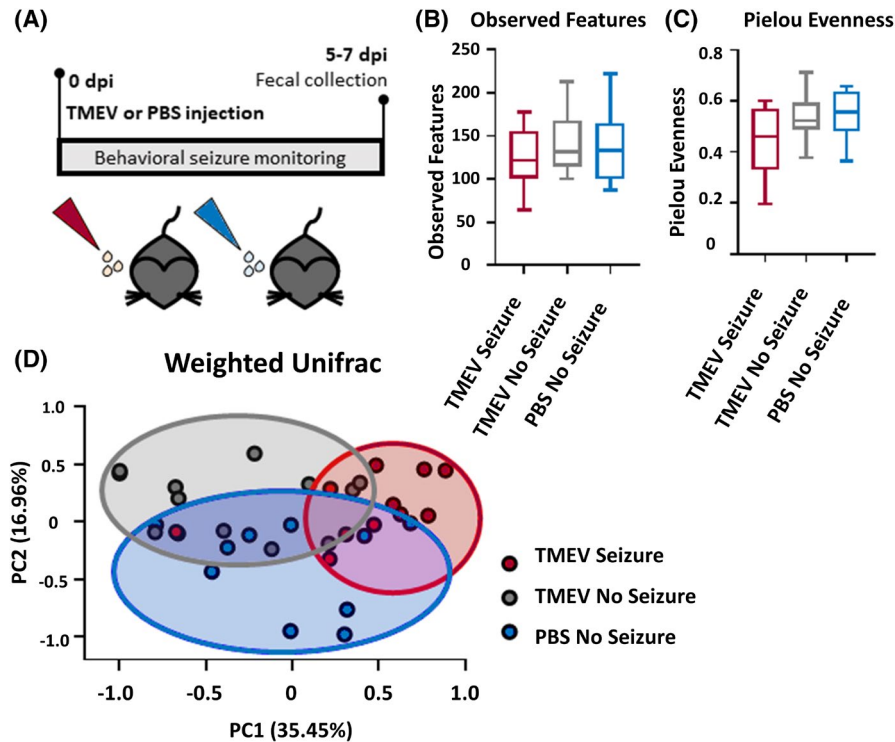 (A)
0 dpi
5-7 dpi
Fecal collection
TMEV or PBS injection
Behavioral seizure monitoring
(B)
Observed Features
Observed Features
250
200
150
100
50
0
TMEV Seizure
TMEV No Seizure
PBS No Seizure
(C)
Pielou Evenness
Pielou Evenness
0.8
0.6
0.4
0.2
0
TMEV Seizure
TMEV No Seizure
PBS No Seizure
(D)
Weighted Unifrac
PC2 (16.96%)
1.0
0.5
0
-0.5
-1.0
-1.0 -0.5 0 0.5 1.0
PC1 (35.45%)
TMEV Seizure
TMEV No Seizure
PBS No Seizure